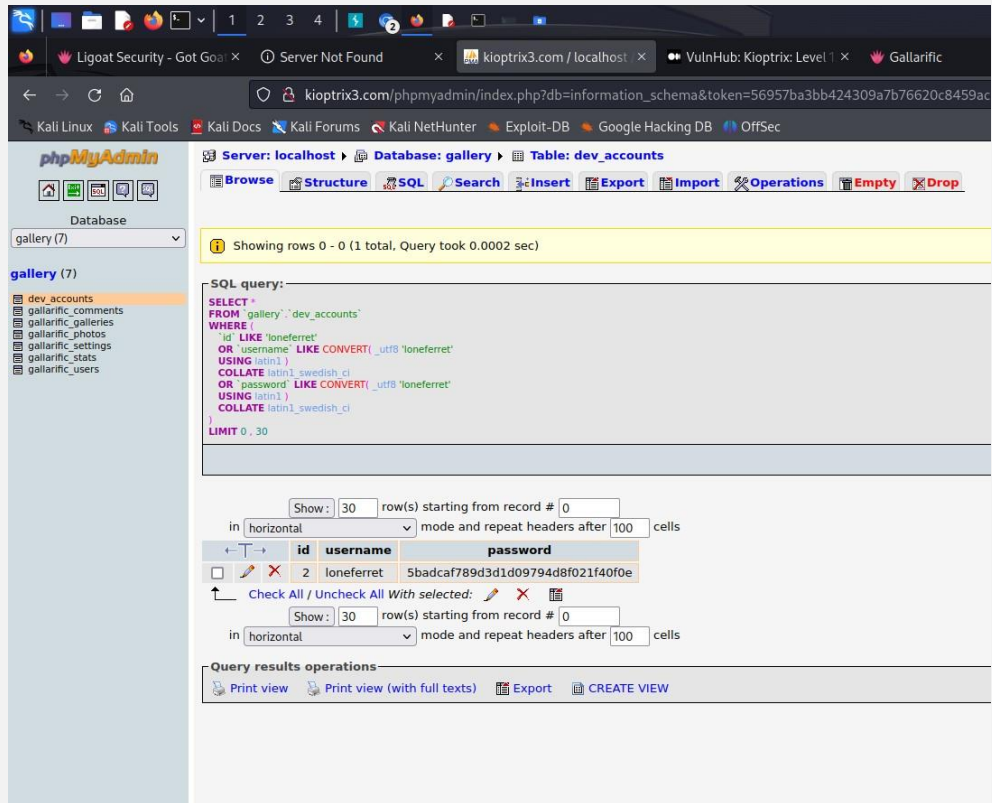 1 2 3 4 2
Ligoat Security - Got Goat × Server Not Found × kioptrix3.com / localhost / × VulnHub: Kioptrix: Level 1 × Gallarific
kioptrix3.com/phpmyadmin/index.php?db=information_schema&token=56957ba3bb424309a7b76620c8459ac
Kali Linux Kali Tools Kali Docs Kali Forums Kali NetHunter Exploit-DB Google Hacking DB OffSec
phpMyAdmin
Database
gallery (7)
gallery (7)
dev_accounts
gallarific_comments
gallarific_galleries
gallarific_photos
gallarific_settings
gallarific_stats
gallarific_users
Server: localhost Database: gallery Table: dev_accounts
Browse Structure SQL Search Insert Export Import Operations Empty Drop
Showing rows 0 - 0 (1 total, Query took 0.0002 sec)
SQL query:
SELECT *
FROM `gallery`.`dev_accounts`
WHERE (
`id` LIKE 'loneferret'
OR `username` LIKE CONVERT( _utf8 'loneferret'
USING latin1 )
COLLATE latin1_swedish_ci
OR `password` LIKE CONVERT( _utf8 'loneferret'
USING latin1 )
COLLATE latin1_swedish_ci
)
LIMIT 0 , 30
Show : 30 row(s) starting from record # 0
in horizontal mode and repeat headers after 100 cells
←T→ id username password
2 loneferret 5badcaf789d3d1d09794d8f021f40f0e
Check All / Uncheck All With selected:
Show : 30 row(s) starting from record # 0
in horizontal mode and repeat headers after 100 cells
Query results operations
Print view Print view (with full texts) Export CREATE VIEW